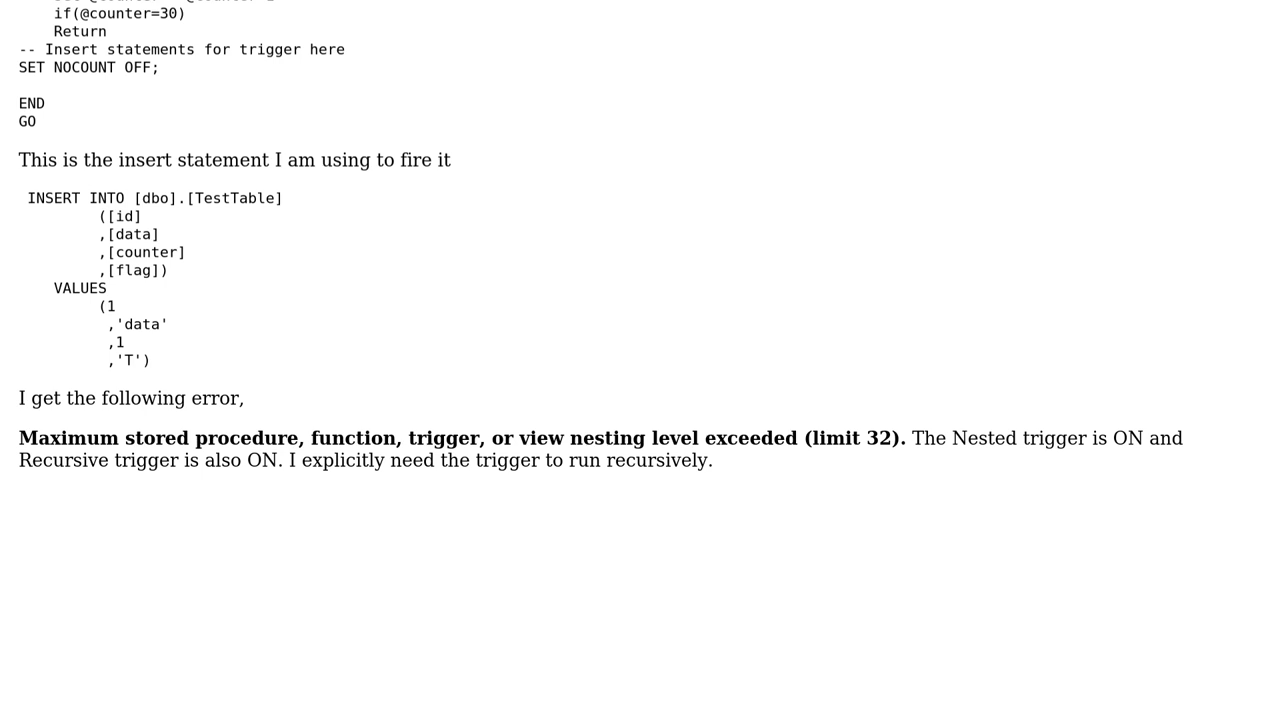 if(@counter=30)
Return
-- Insert statements for trigger here
SET NOCOUNT OFF;
END
GO
This is the insert statement I am using to fire it
INSERT INTO [dbo].[TestTable]
([id]
,[data]
,[counter]
,[flag])
VALUES
(1
,'data'
,1
,'T')
I get the following error,
Maximum stored procedure, function, trigger, or view nesting level exceeded (limit 32). The Nested trigger is ON and
Recursive trigger is also ON. I explicitly need the trigger to run recursively.